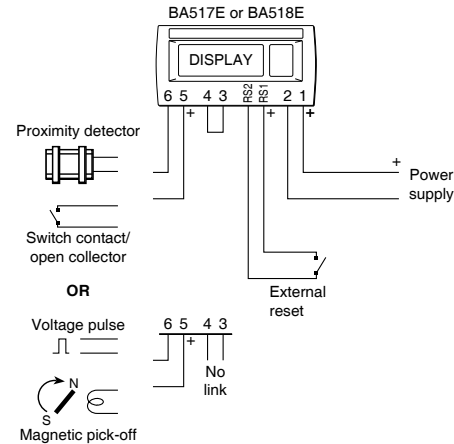 BA517E or BA518E
DISPLAY
6 5 4 3 RS2 RS1 2 1
+ + +
Proximity detector
+
Power
supply
Switch contact/
open collector
External
reset
OR
Voltage pulse
6 5 4 3
+
No
link
N
S
Magnetic pick-off